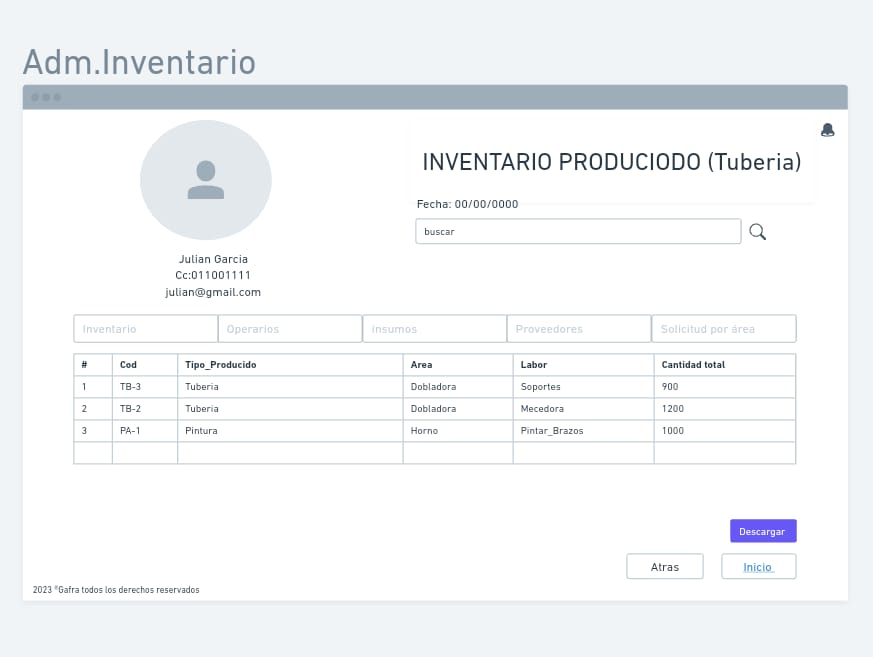 Adm.Inventario
INVENTARIO PRODUCIODO (Tuberia)
Fecha: 00/00/0000
buscar
Julian Garcia
Cc:011001111
julian@gmail.com
Inventario Operarios Insumos Proveedores Solicitud por área
# Cod Tipo_Producido Area Labor Cantidad total
1 TB-3 Tuberia Dobladora Soportes 900
2 TB-2 Tuberia Dobladora Mecedora 1200
3 PA-1 Pintura Horno Pintar_Brazos 1000
Descargar
Atras Inicio
2023 ®Gafra todos los derechos reservados